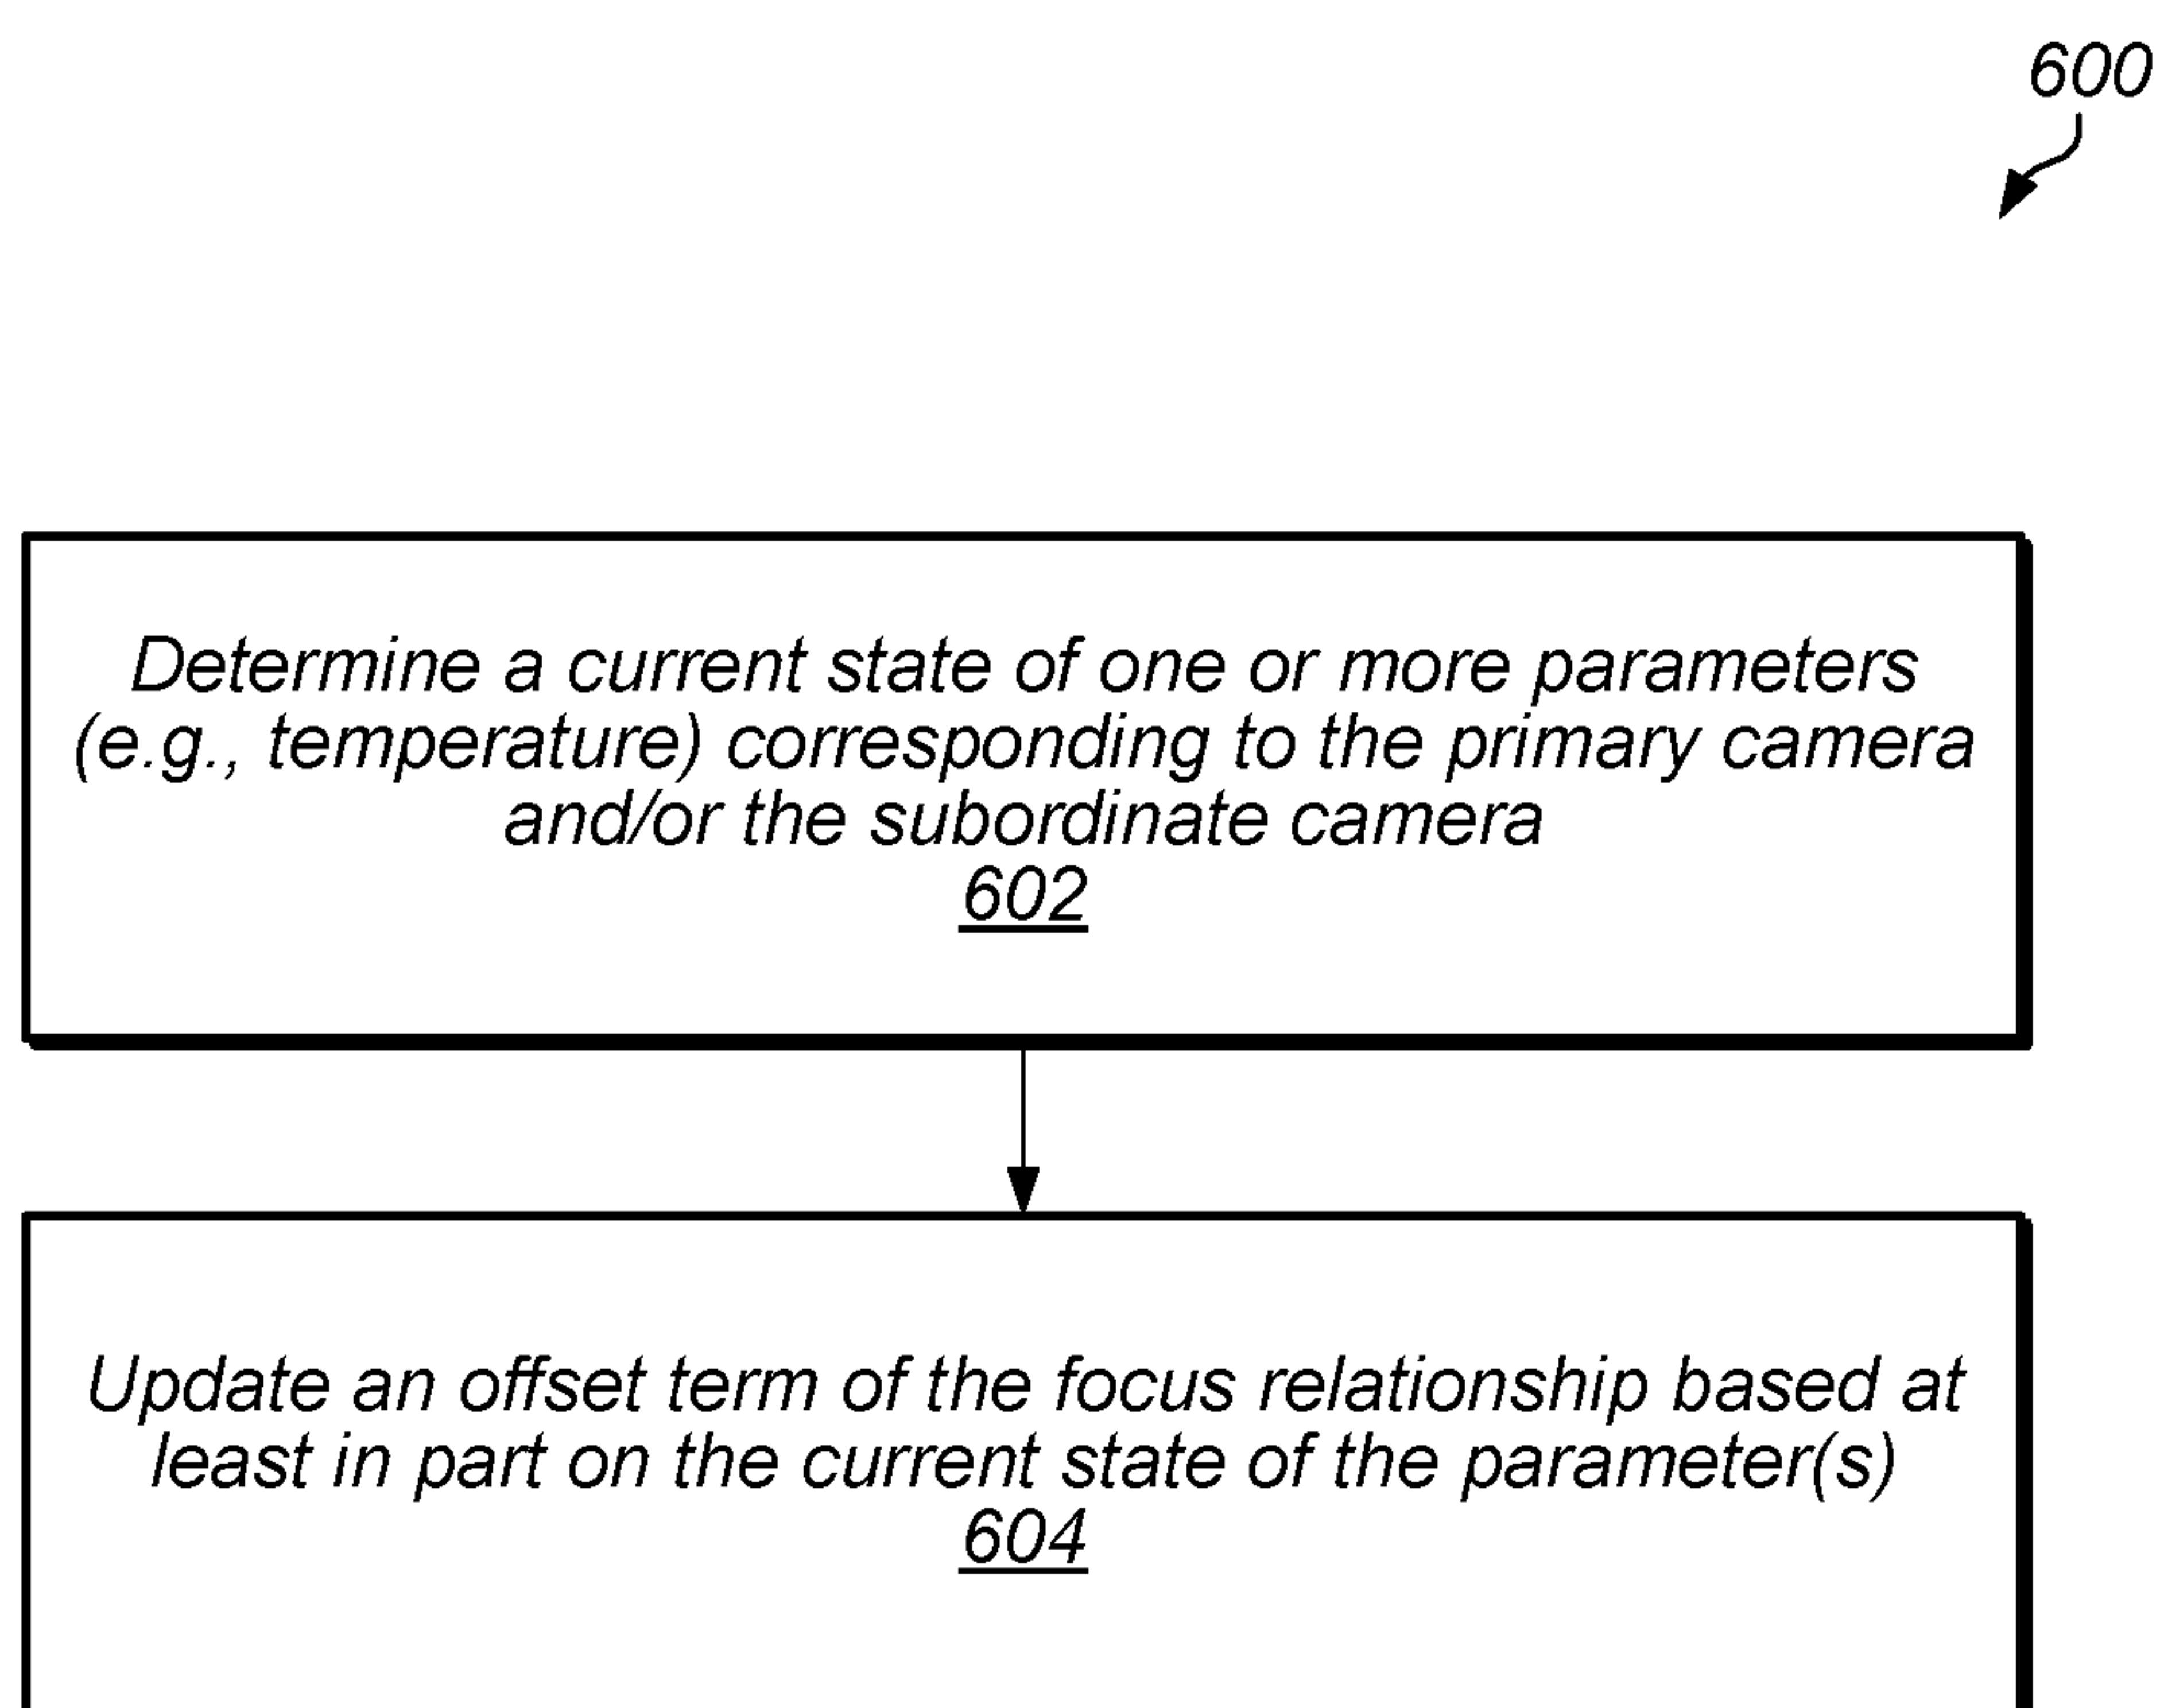 600
Determine a current state of one or more parameters
(e.g., temperature) corresponding to the primary camera
and/or the subordinate camera
602
Update an offset term of the focus relationship based at
least in part on the current state of the parameter(s)
604